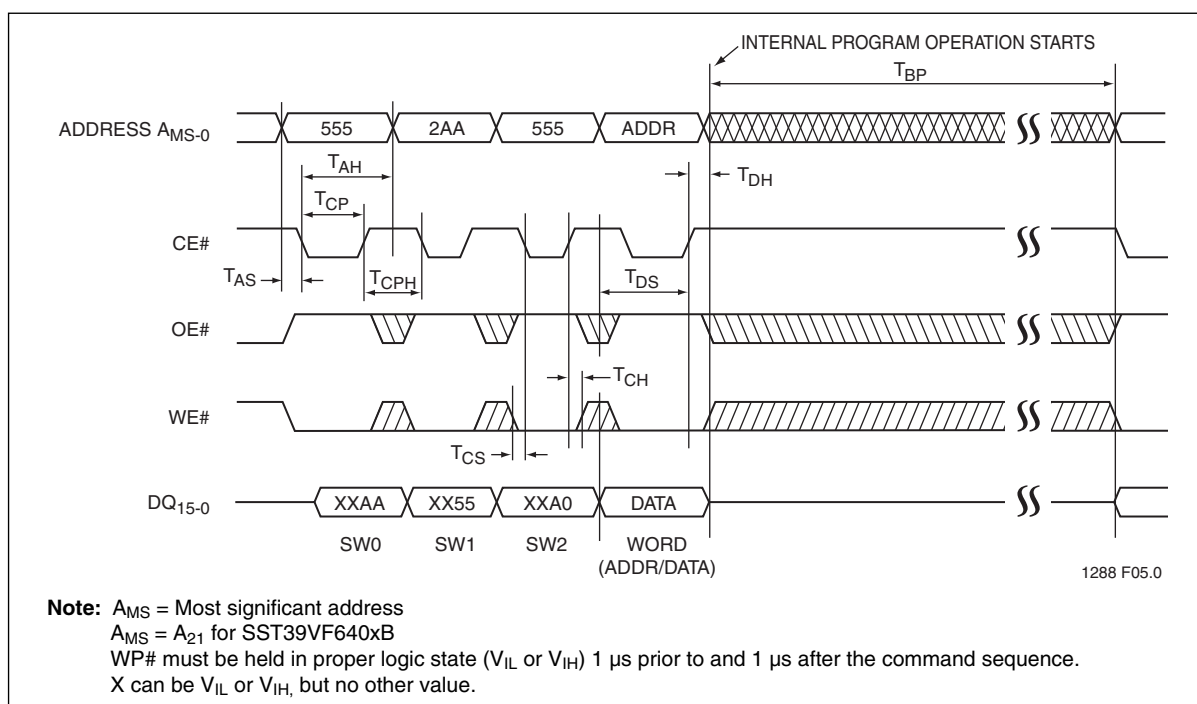 INTERNAL PROGRAM OPERATION STARTS
TBP
ADDRESS AMS-0
555
2AA
555
ADDR
TAH
TDH
TCP
CE#
TAS
TCPH
TDS
OE#
TCH
WE#
TCS
DQ15-0
XXAA
XX55
XXA0
DATA
SW0
SW1
SW2
WORD
(ADDR/DATA)
1288 F05.0
Note: AMS = Most significant address
AMS = A21 for SST39VF640xB
WP# must be held in proper logic state (VIL or VIH) 1 µs prior to and 1 µs after the command sequence.
X can be VIL or VIH, but no other value.